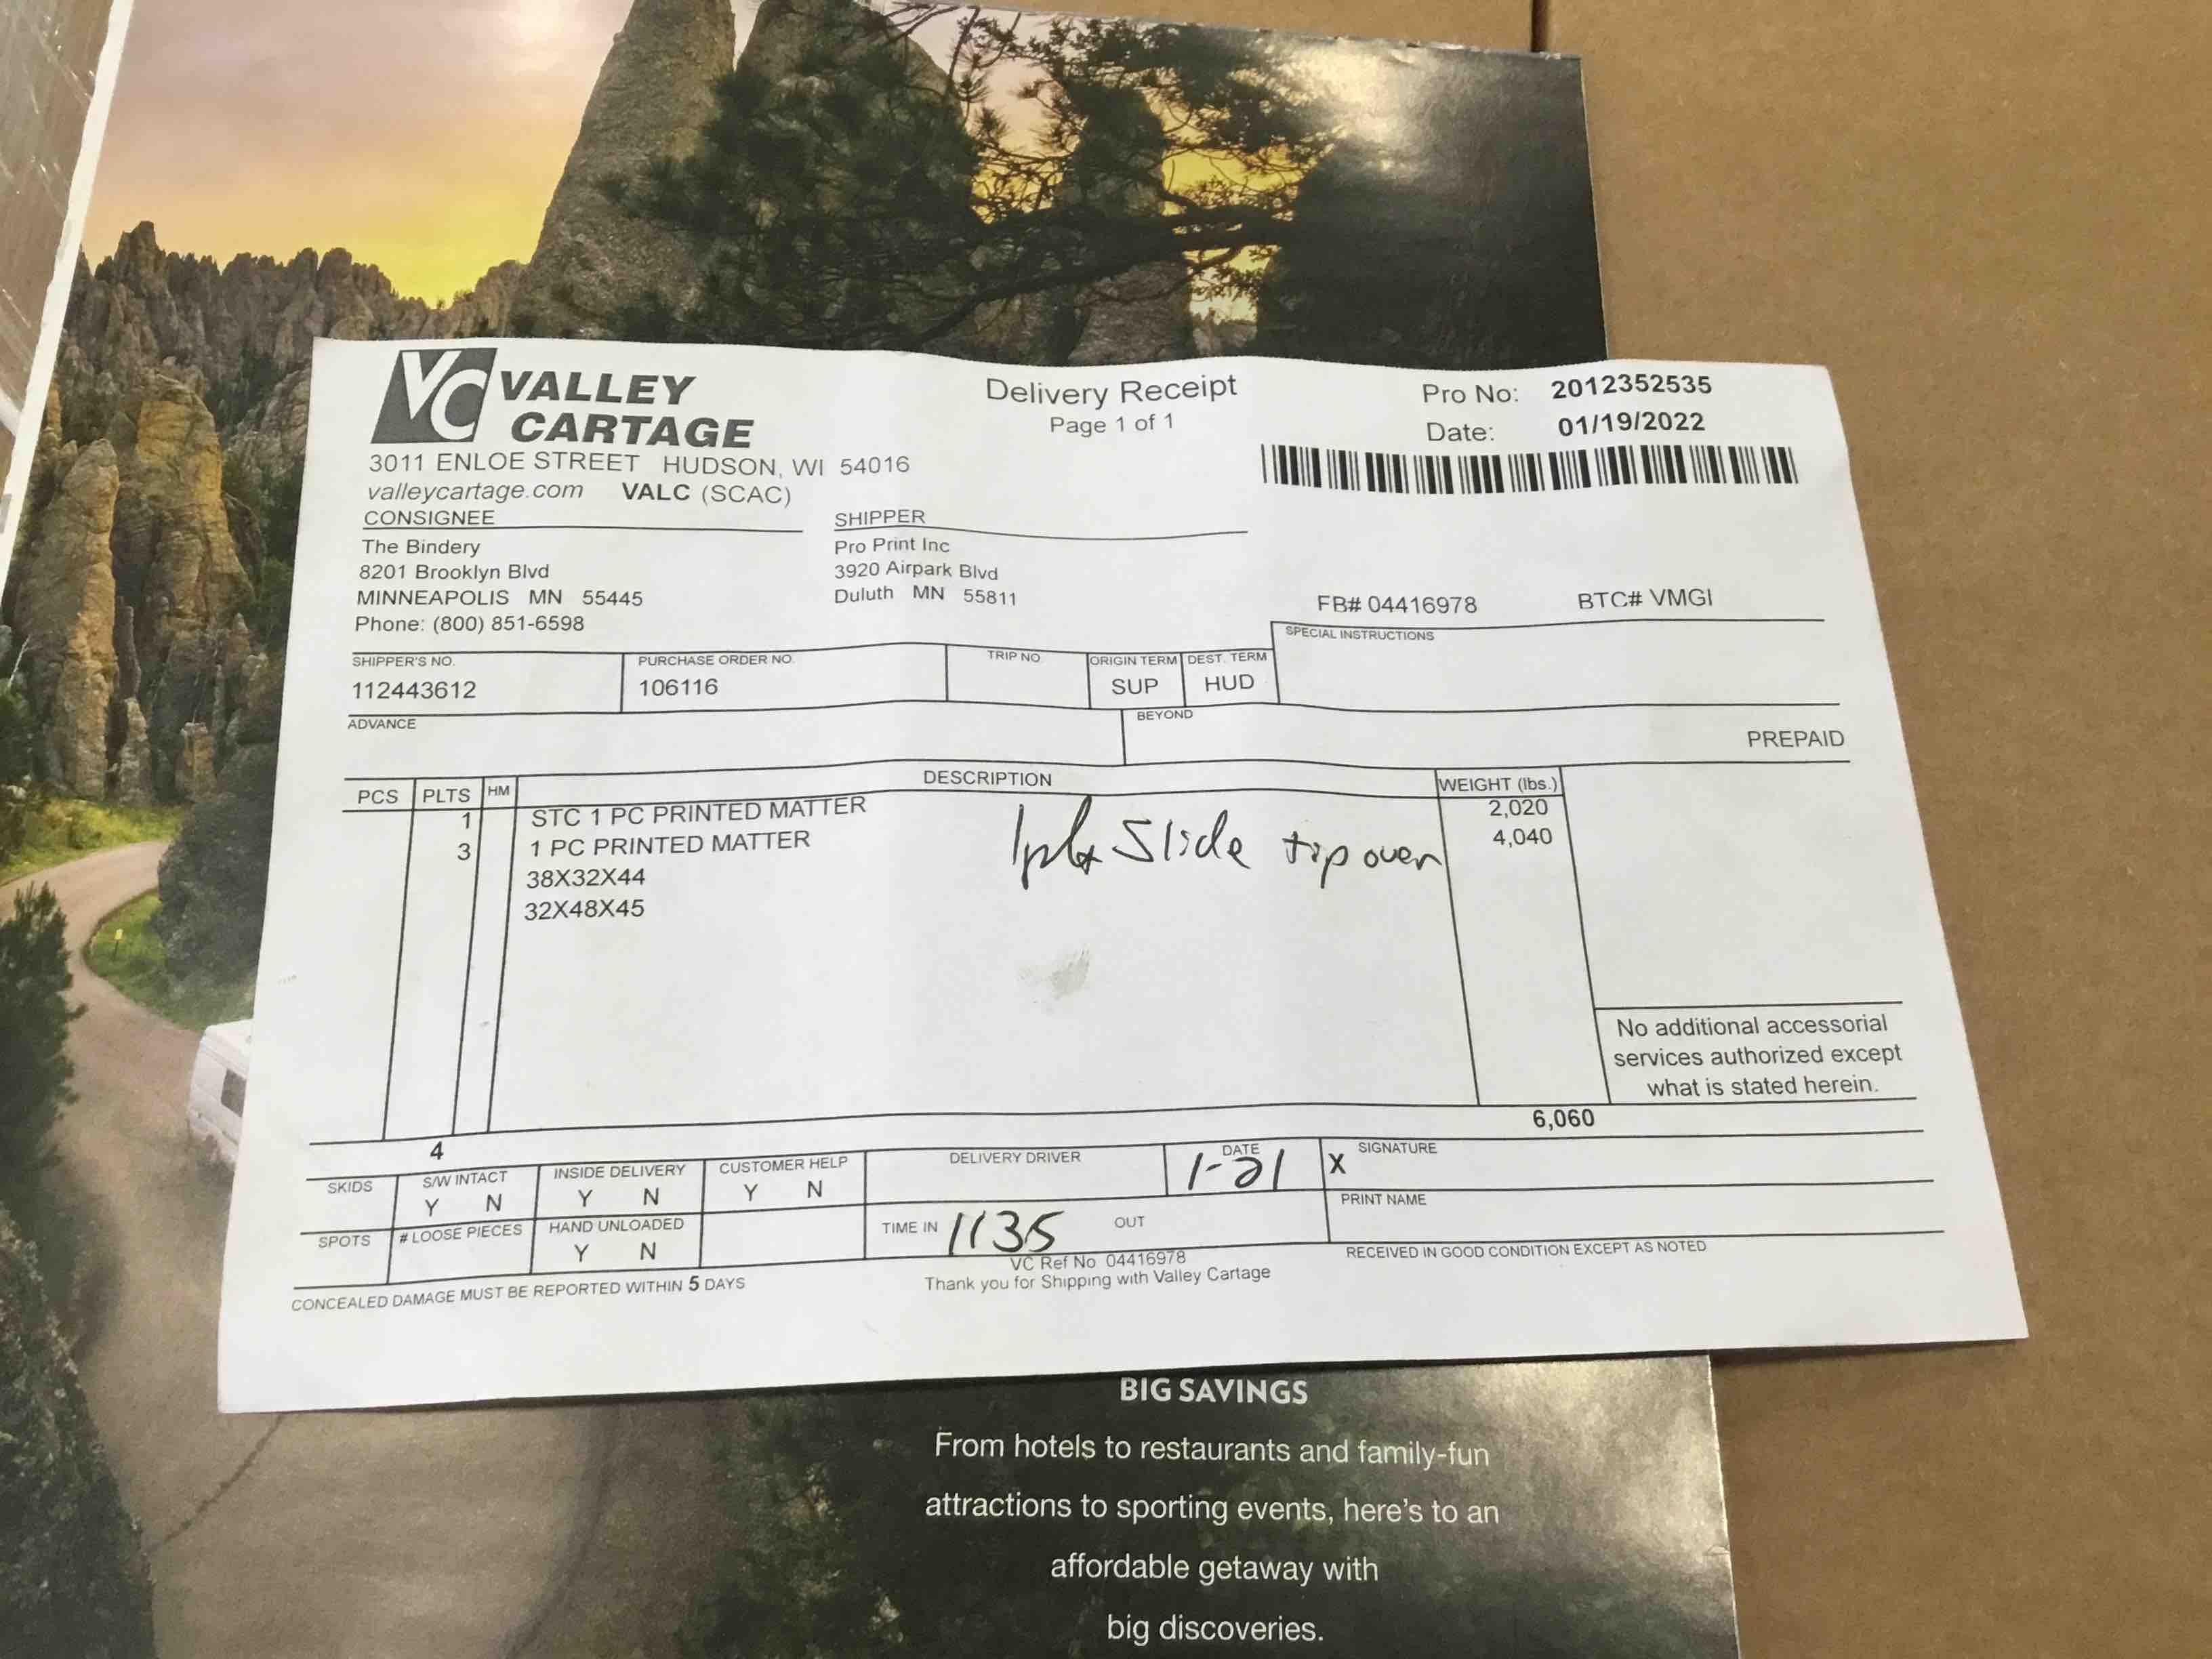 VC VALLEY CARTAGE
Delivery Receipt
Page 1 of 1
Pro No: 2012352535
Date: 01/19/2022
3011 ENLOE STREET HUDSON, WI 54016
valleycartage.com VALC (SCAC)
CONSIGNEE
The Bindery
8201 Brooklyn Blvd
MINNEAPOLIS MN 55445
Phone: (800) 851-6598
SHIPPER
Pro Print Inc
3920 Airpark Blvd
Duluth MN 55811
FB# 04416978 BTC# VMGI
SHIPPER'S NO. PURCHASE ORDER NO. TRIP NO ORIGIN TERM DEST. TERM SPECIAL INSTRUCTIONS
112443612 106116 SUP HUD
ADVANCE BEYOND
PREPAID
PCS PLTS HM DESCRIPTION WEIGHT (lbs.)
1 STC 1 PC PRINTED MATTER 2,020
3 1 PC PRINTED MATTER 4,040
38X32X44
32X48X45
1 Slide tip over
No additional accessorial
services authorized except
what is stated herein.
4 6,060
SKIDS S/W INTACT INSIDE DELIVERY CUSTOMER HELP DELIVERY DRIVER DATE X SIGNATURE
Y N Y N Y N 1-21
PRINT NAME
SPOTS # LOOSE PIECES HAND UNLOADED TIME IN 1135 OUT
Y N
VC Ref No 04416978
RECEIVED IN GOOD CONDITION EXCEPT AS NOTED
CONCEALED DAMAGE MUST BE REPORTED WITHIN 5 DAYS
Thank you for Shipping with Valley Cartage
BIG SAVINGS
From hotels to restaurants and family-fun
attractions to sporting events, here's to an
affordable getaway with
big discoveries.